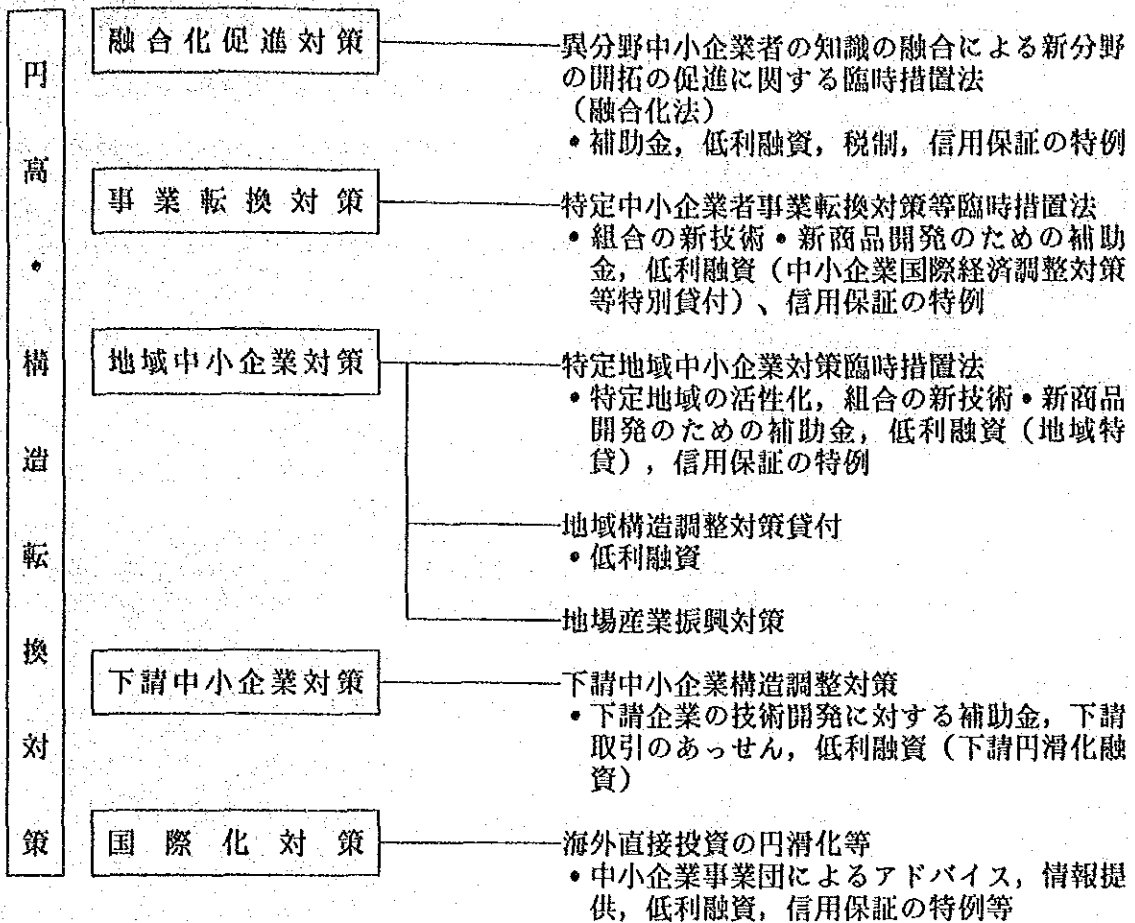 円高・構造転換対策
融合化促進対策
異分野中小企業者の知識の融合による新分野
の開拓の促進に関する臨時措置法
(融合化法)
・補助金，低利融資，税制，信用保証の特例
事業転換対策
特定中小企業者事業転換対策等臨時措置法
・組合の新技術・新商品開発のための補助
金，低利融資（中小企業国際経済調整対策
等特別貸付）、信用保証の特例
地域中小企業対策
特定地域中小企業対策臨時措置法
・特定地域の活性化，組合の新技術・新商品
開発のための補助金，低利融資（地域特
貸），信用保証の特例
地域構造調整対策貸付
・低利融資
地場産業振興対策
下請中小企業対策
下請中小企業構造調整対策
・下請企業の技術開発に対する補助金，下請
取引のあっせん，低利融資（下請円滑化融
資）
国際化対策
海外直接投資の円滑化等
・中小企業事業団によるアドバイス，情報提
供，低利融資，信用保証の特例等